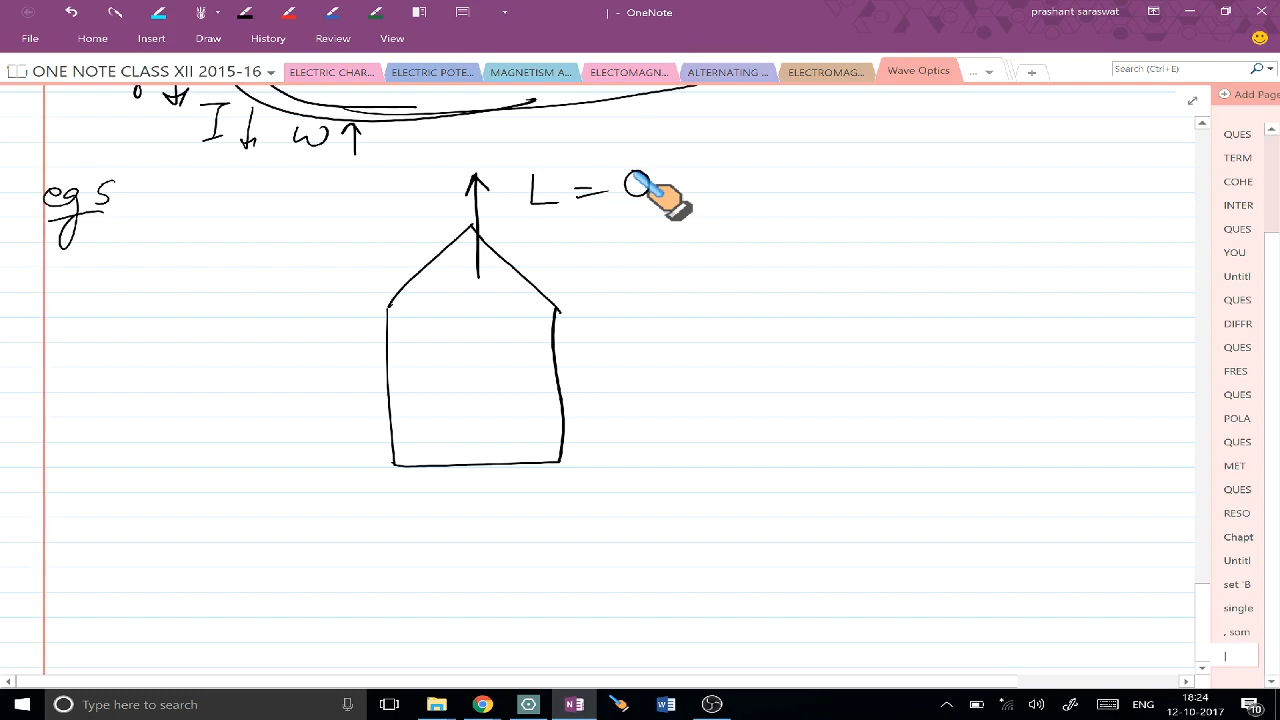 | - OneNote
prashant saraswat
File Home Insert Draw History Review View
ONE NOTE CLASS XII 2015-16
ELECTRIC CHAR... ELECTRIC POTE... MAGNETISM A... ELECTOMAGN... ALTERNATING ... ELECTROMAG... Wave Optics ...
Search (Ctrl+E)
Add Page
I↓ ω↑
eg 5
L = 0
QUES
TERM
COHE
INTER
QUES
YOU
Untitl
QUES
DIFFR
QUES
FRES
QUES
POLA
QUES
MET
QUES
RESO
Chapt
Untitl
set 'B
single
, som
Type here to search
ENG
18:24
12-10-2017